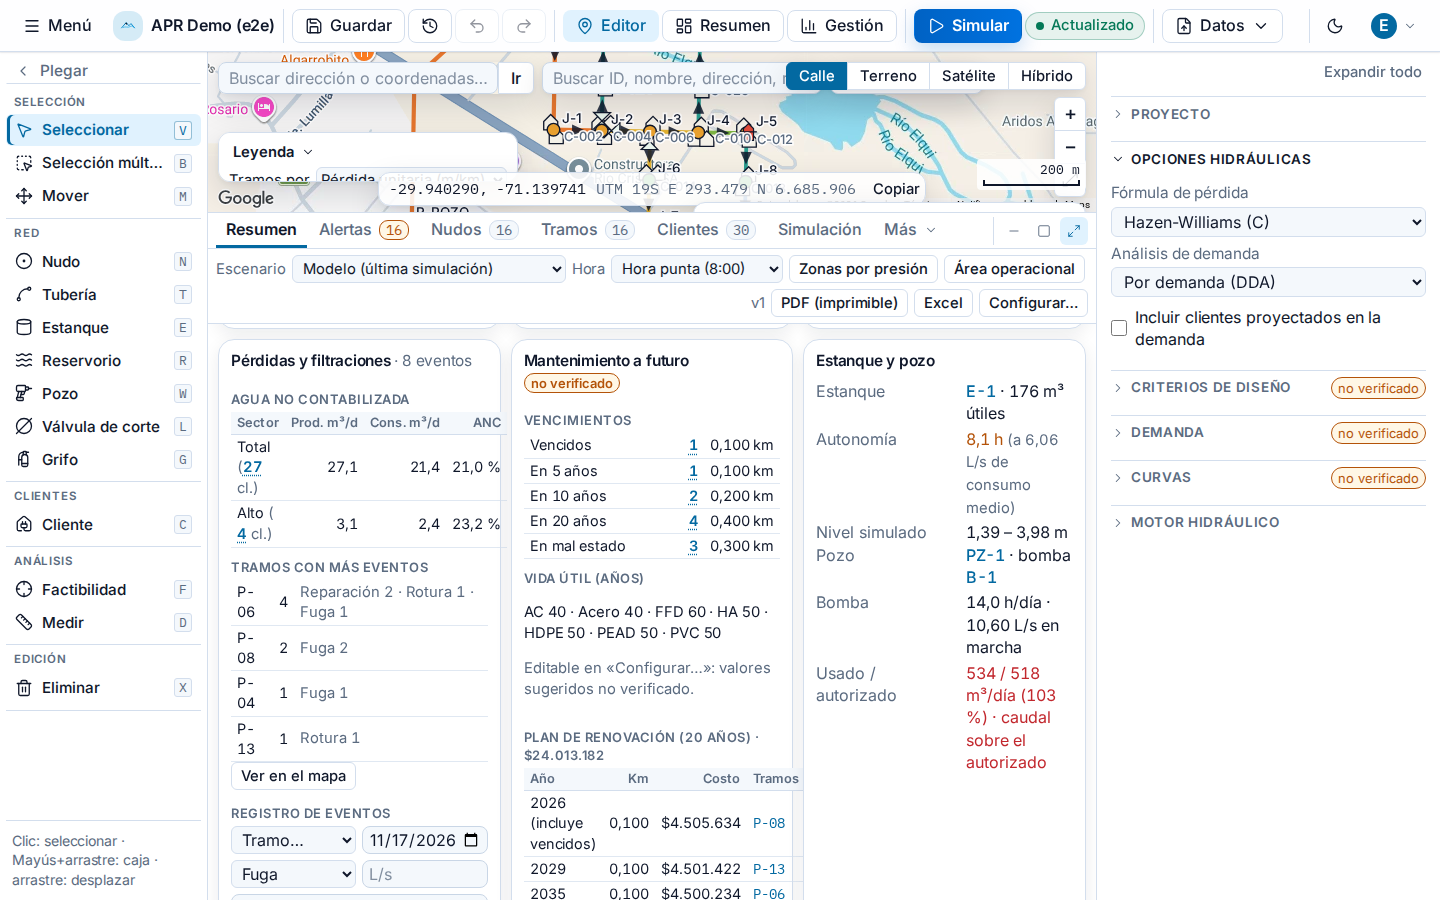 Menú
APR Demo (e2e)
Guardar
Editor
Resumen
Gestión
Simular
Actualizado
Datos
E
Plegar
SELECCIÓN
Seleccionar V
Selección múlt... B
Mover M
RED
Nudo N
Tubería T
Estanque E
Reservorio R
Pozo W
Válvula de corte L
Grifo G
CLIENTES
Cliente C
ANÁLISIS
Factibilidad F
Medir D
EDICIÓN
Eliminar X
Clic: seleccionar ·
Mayús+arrastre: caja ·
arrastre: desplazar
Algarrobito
Buscar dirección o coordenadas...
Ir
Buscar ID, nombre, dirección,
Calle
Terreno
Satélite
Híbrido
J-1
J-2
J-3
J-4
J-5
C-002
C-004
C-006
C-010
C-012
J-8
Río Elqui
Río Elqui
+
−
200 m
Leyenda
Tramos por
Google
-29.940290, -71.139741 UTM 19S E 293.479 N 6.685.906 Copiar
Resumen
Alertas 16
Nudos 16
Tramos 16
Clientes 30
Simulación
Más
Escenario Modelo (última simulación) Hora Hora punta (8:00) Zonas por presión Área operacional
v1 PDF (imprimible) Excel Configurar...
Pérdidas y filtraciones · 8 eventos
AGUA NO CONTABILIZADA
Sector Prod. m³/d Cons. m³/d ANC
Total (27 cl.) 27,1 21,4 21,0 %
Alto (4 cl.) 3,1 2,4 23,2 %
TRAMOS CON MÁS EVENTOS
P-06 4 Reparación 2 · Rotura 1 · Fuga 1
P-08 2 Fuga 2
P-04 1 Fuga 1
P-13 1 Rotura 1
Ver en el mapa
REGISTRO DE EVENTOS
Tramo... 11/17/2026
Fuga L/s
Mantenimiento a futuro
no verificado
VENCIMIENTOS
Vencidos 1 0,100 km
En 5 años 1 0,100 km
En 10 años 2 0,200 km
En 20 años 4 0,400 km
En mal estado 3 0,300 km
VIDA ÚTIL (AÑOS)
AC 40 · Acero 40 · FFD 60 · HA 50 ·
HDPE 50 · PEAD 50 · PVC 50
Editable en «Configurar...»: valores
sugeridos no verificado.
PLAN DE RENOVACIÓN (20 AÑOS) ·
$24.013.182
Año Km Costo Tramos
2026 (incluye vencidos) 0,100 $4.505.634 P-08
2029 0,100 $4.501.422 P-13
2035 0,100 $4.500.234 P-06
Estanque y pozo
Estanque E-1 · 176 m³ útiles
Autonomía 8,1 h (a 6,06 L/s de consumo medio)
Nivel simulado 1,39 – 3,98 m
Pozo PZ-1 · bomba B-1
Bomba 14,0 h/día · 10,60 L/s en marcha
Usado / autorizado 534 / 518 m³/día (103 %) · caudal sobre el autorizado
Expandir todo
PROYECTO
OPCIONES HIDRÁULICAS
Fórmula de pérdida
Hazen-Williams (C)
Análisis de demanda
Por demanda (DDA)
Incluir clientes proyectados en la
demanda
CRITERIOS DE DISEÑO no verificado
DEMANDA no verificado
CURVAS no verificado
MOTOR HIDRÁULICO